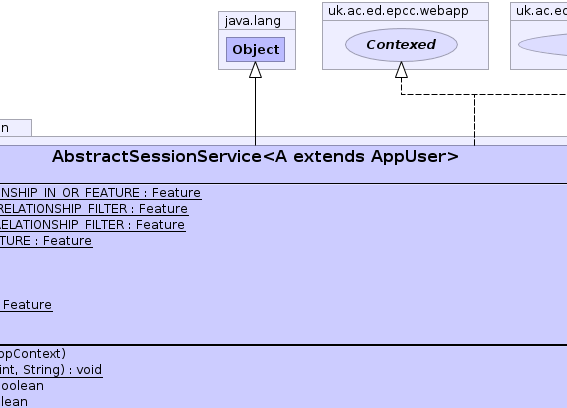 java.lang
uk.ac.ed.epcc.webapp
uk.ac.ed
Object
Contexed
n
AbstractSessionService<A extends AppUser>
NSHIP_IN_OR_FEATURE : Feature
RELATIONSHIP_FILTER : Feature
RELATIONSHIP_FILTER : Feature
TURE : Feature
Feature
ppContext)
int, String) : void
oolean
lean